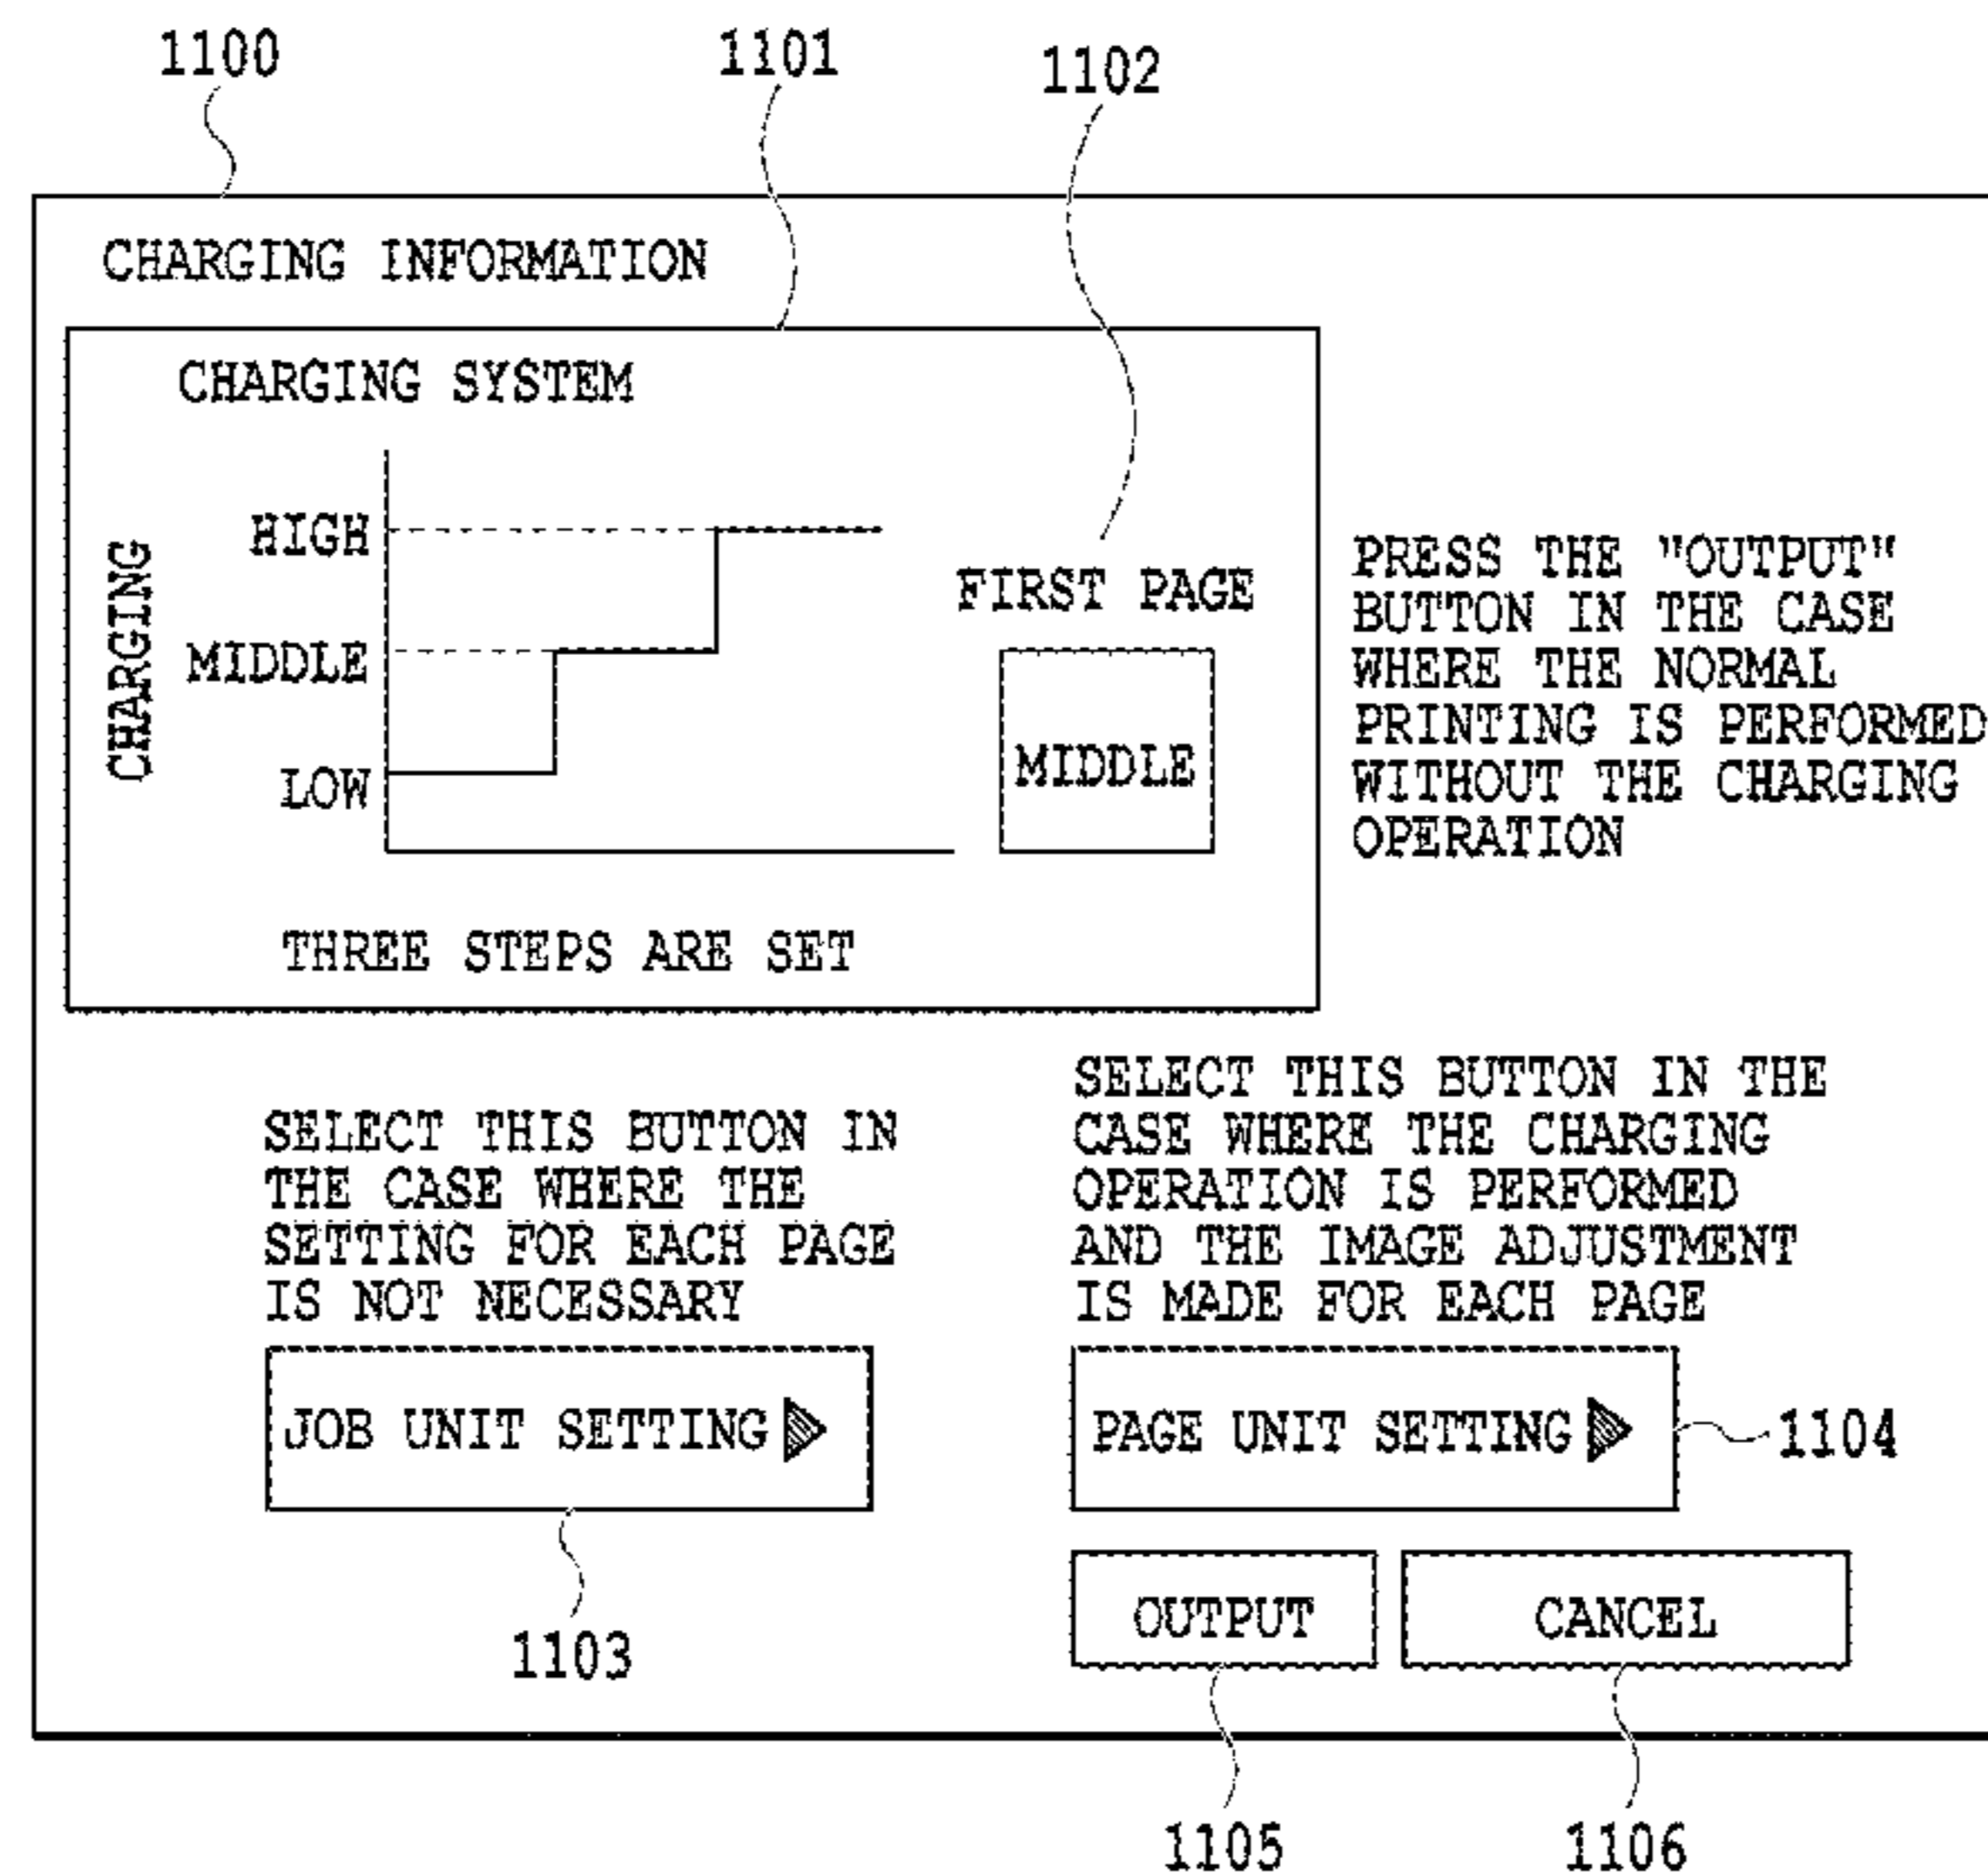 1100
1101
1102
CHARGING INFORMATION
CHARGING SYSTEM
CHARGING
HIGH
MIDDLE
LOW
FIRST PAGE
MIDDLE
THREE STEPS ARE SET
PRESS THE "OUTPUT"
BUTTON IN THE CASE
WHERE THE NORMAL
PRINTING IS PERFORMED
WITHOUT THE CHARGING
OPERATION
SELECT THIS BUTTON IN
THE CASE WHERE THE
SETTING FOR EACH PAGE
IS NOT NECESSARY
JOB UNIT SETTING
1103
SELECT THIS BUTTON IN THE
CASE WHERE THE CHARGING
OPERATION IS PERFORMED
AND THE IMAGE ADJUSTMENT
IS MADE FOR EACH PAGE
PAGE UNIT SETTING
1104
OUTPUT
CANCEL
1105
1106